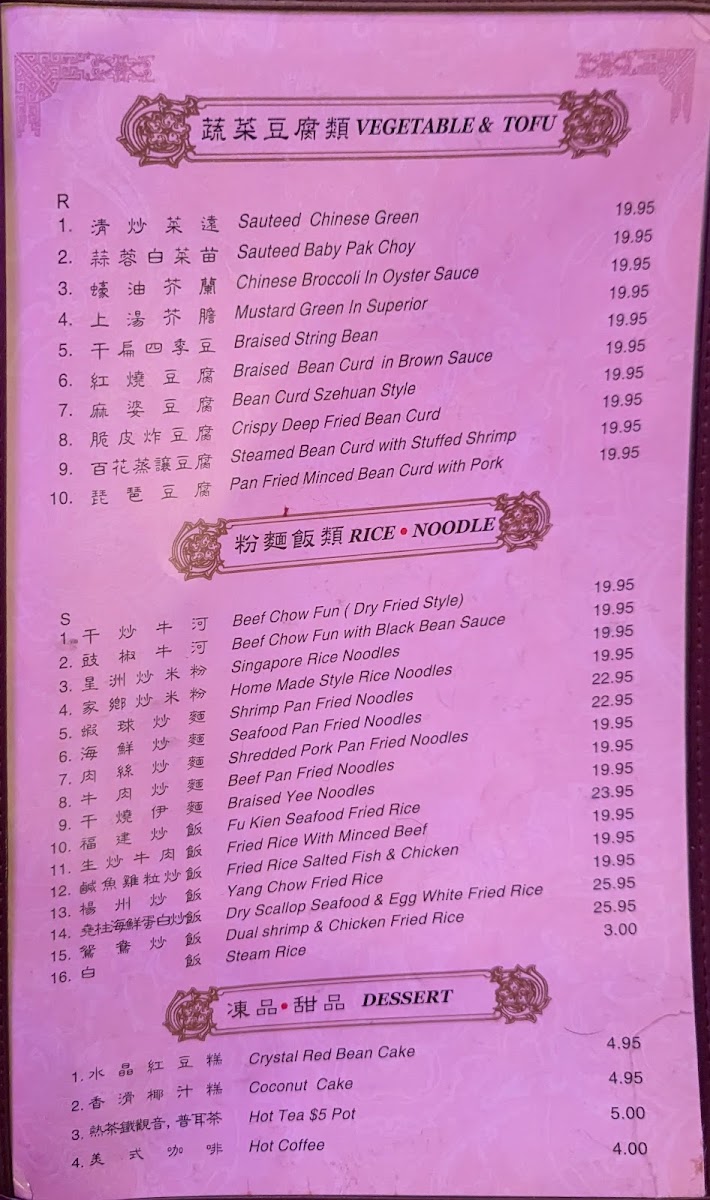 蔬菜豆腐類 VEGETABLE & TOFU
R
1. 清炒菜遠 Sauteed Chinese Green 19.95
2. 蒜蓉白菜苗 Sauteed Baby Pak Choy 19.95
3. 蠔油芥蘭 Chinese Broccoli In Oyster Sauce 19.95
4. 上湯芥膽 Mustard Green In Superior 19.95
5. 干扁四季豆 Braised String Bean 19.95
6. 紅燒豆腐 Braised Bean Curd in Brown Sauce 19.95
7. 麻婆豆腐 Bean Curd Szehuan Style 19.95
8. 脆皮炸豆腐 Crispy Deep Fried Bean Curd 19.95
9. 百花蒸讓豆腐 Steamed Bean Curd with Stuffed Shrimp 19.95
10. 琵琶豆腐 Pan Fried Minced Bean Curd with Pork 19.95
粉麵飯類 RICE • NOODLE
S
1. 干炒牛河 Beef Chow Fun ( Dry Fried Style) 19.95
2. 豉椒牛河 Beef Chow Fun with Black Bean Sauce 19.95
3. 星洲炒米粉 Singapore Rice Noodles 19.95
4. 家鄉炒米粉 Home Made Style Rice Noodles 19.95
5. 蝦球炒麵 Shrimp Pan Fried Noodles 22.95
6. 海鮮炒麵 Seafood Pan Fried Noodles 22.95
7. 肉絲炒麵 Shredded Pork Pan Fried Noodles 19.95
8. 牛肉炒麵 Beef Pan Fried Noodles 19.95
9. 干燒伊麵 Braised Yee Noodles 19.95
10. 福建炒飯 Fu Kien Seafood Fried Rice 23.95
11. 生炒牛肉飯 Fried Rice With Minced Beef 19.95
12. 鹹魚雞粒炒飯 Fried Rice Salted Fish & Chicken 19.95
13. 楊州炒飯 Yang Chow Fried Rice 19.95
14. 堯柱海鮮蛋白炒飯 Dry Scallop Seafood & Egg White Fried Rice 25.95
15. 鴛鴦炒飯 Dual shrimp & Chicken Fried Rice 25.95
16. 白飯 Steam Rice 3.00
凍品•甜品 DESSERT
1. 水晶紅豆糕 Crystal Red Bean Cake 4.95
2. 香滑椰汁糕 Coconut Cake 4.95
3. 熱茶鐵觀音, 普耳茶 Hot Tea $5 Pot 5.00
4. 美式咖啡 Hot Coffee 4.00